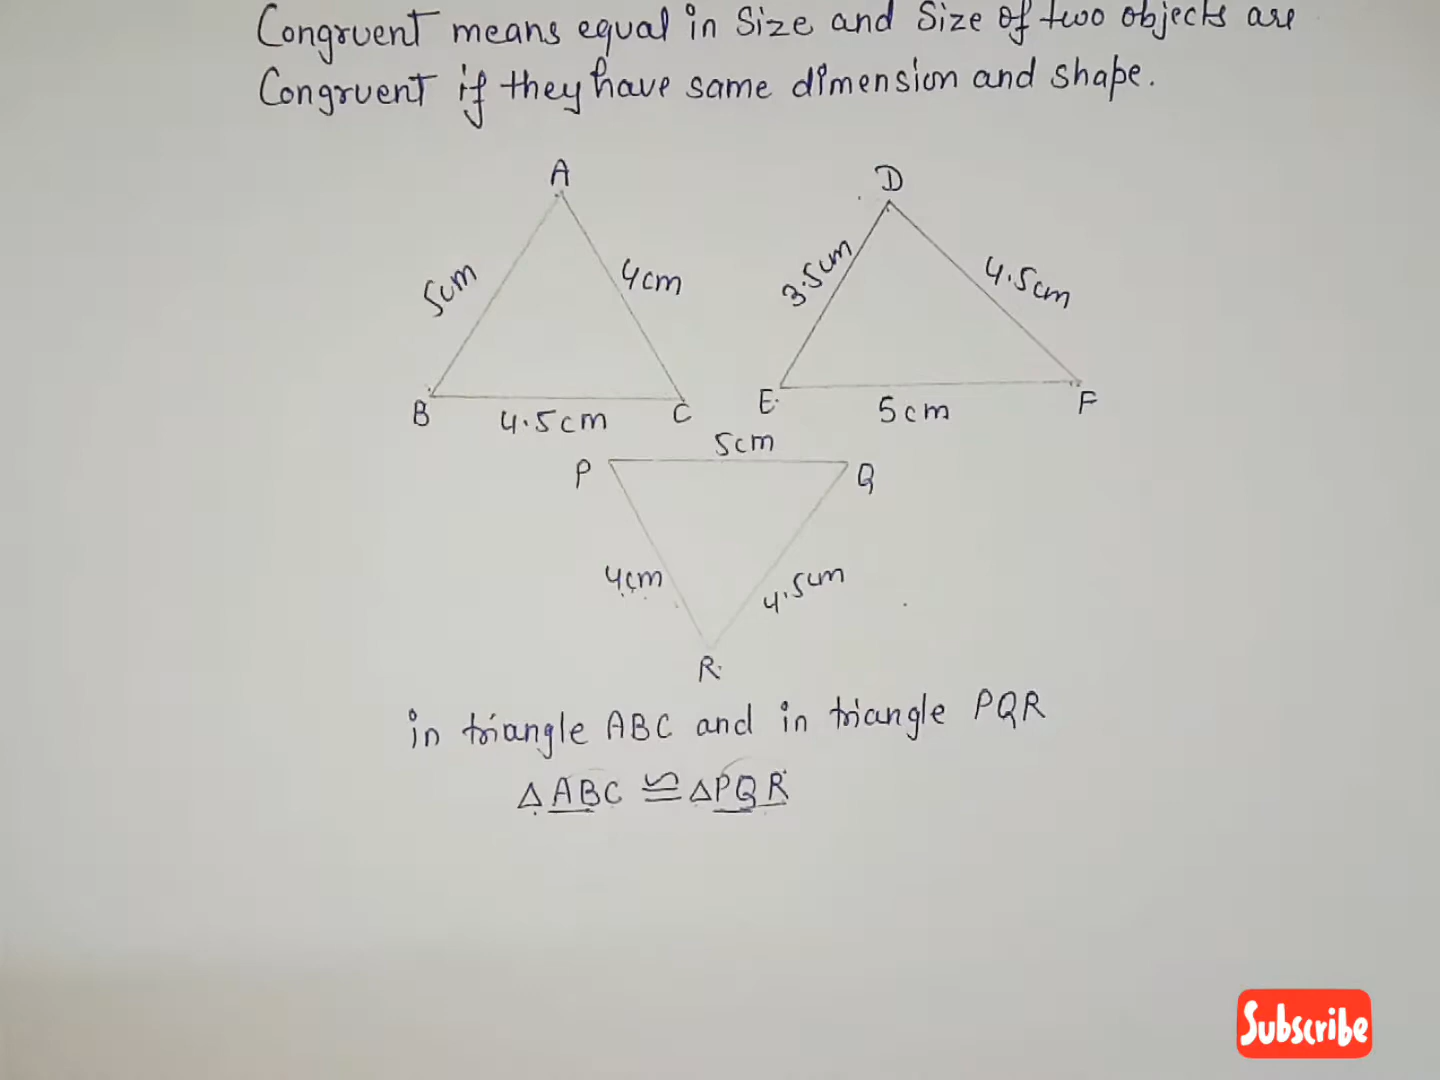 Congruent means equal in Size and Size of two objects are
Congruent if they have same dimension and shape.
A
D
5cm
4cm
3.5cm
4.5cm
B
4.5cm
C
E
5cm
F
5cm
P
Q
4cm
4.5cm
R
in triangle ABC and in triangle PQR
△ABC ≌ △PQR
Subscribe